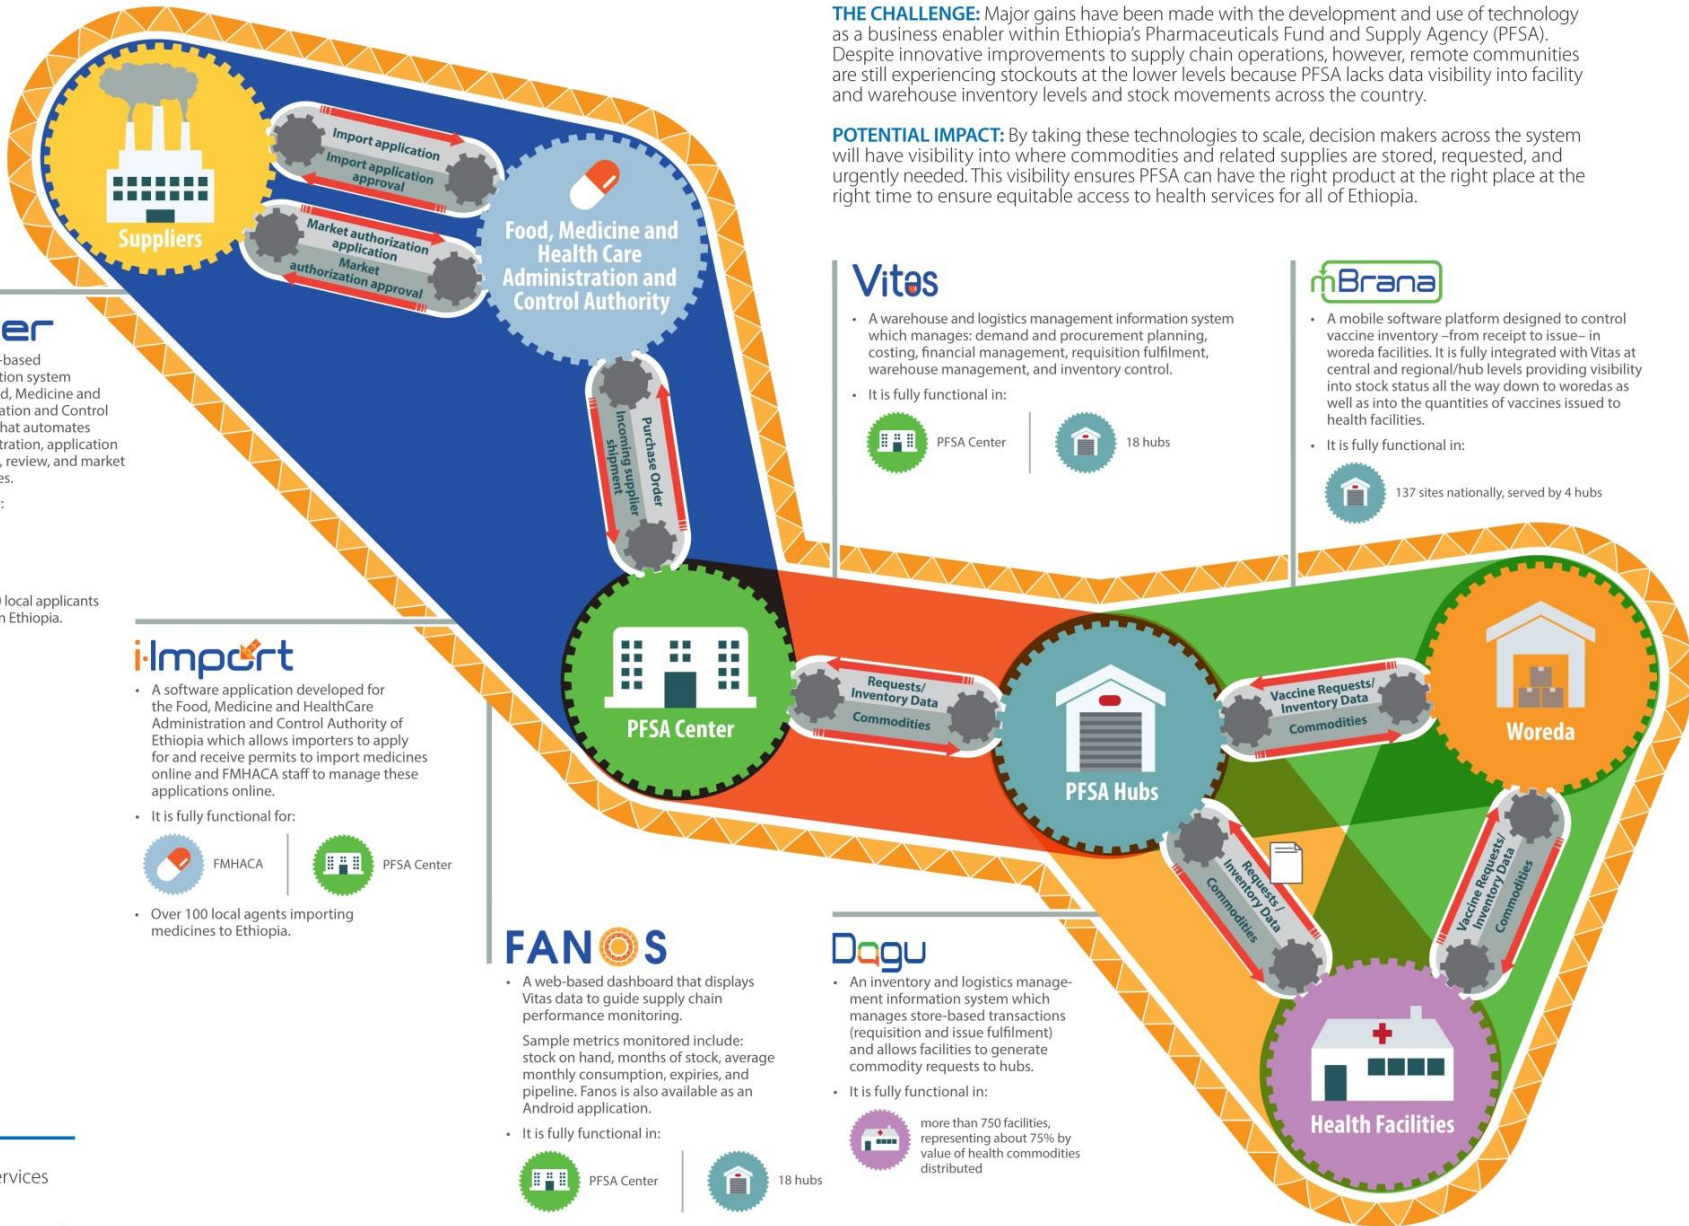 THE CHALLENGE: Major gains have been made with the development and use of technology
as a business enabler within Ethiopia's Pharmaceuticals Fund and Supply Agency (PFSA).
Despite innovative improvements to supply chain operations, however, remote communities
are still experiencing stockouts at the lower levels because PFSA lacks data visibility into facility
and warehouse inventory levels and stock movements across the country.
POTENTIAL IMPACT: By taking these technologies to scale, decision makers across the system
will have visibility into where commodities and related supplies are stored, requested, and
urgently needed. This visibility ensures PFSA can have the right product at the right place at the
right time to ensure equitable access to health services for all of Ethiopia.
Suppliers
Import application
Import application
approval
Market authorization
application
Market
authorization approval
Food, Medicine and
Health Care
Administration and
Control Authority
Purchase Order
Incoming supplier
shipment
PFSA Center
Requests/
Inventory Data
Commodities
PFSA Hubs
Vaccine Requests/
Inventory Data
Commodities
Woreda
Requests /
Inventory Data
Commodities
Vaccine Requests/
Inventory Data
Commodities
Health Facilities
er
-based
tion system
d, Medicine and
ation and Control
hat automates
tration, application
, review, and market
es.
:
local applicants
n Ethiopia.
i-Import
• A software application developed for
the Food, Medicine and HealthCare
Administration and Control Authority of
Ethiopia which allows importers to apply
for and receive permits to import medicines
online and FMHACA staff to manage these
applications online.
• It is fully functional for:
FMHACA
PFSA Center
• Over 100 local agents importing
medicines to Ethiopia.
FANOS
• A web-based dashboard that displays
Vitas data to guide supply chain
performance monitoring.
Sample metrics monitored include:
stock on hand, months of stock, average
monthly consumption, expiries, and
pipeline. Fanos is also available as an
Android application.
• It is fully functional in:
PFSA Center
18 hubs
Vitas
• A warehouse and logistics management information system
which manages: demand and procurement planning,
costing, financial management, requisition fulfilment,
warehouse management, and inventory control.
• It is fully functional in:
PFSA Center
18 hubs
mBrana
• A mobile software platform designed to control
vaccine inventory –from receipt to issue– in
woreda facilities. It is fully integrated with Vitas at
central and regional/hub levels providing visibility
into stock status all the way down to woredas as
well as into the quantities of vaccines issued to
health facilities.
• It is fully functional in:
137 sites nationally, served by 4 hubs
Dagu
• An inventory and logistics manage-
ment information system which
manages store-based transactions
(requisition and issue fulfilment)
and allows facilities to generate
commodity requests to hubs.
• It is fully functional in:
more than 750 facilities,
representing about 75% by
value of health commodities
distributed
ervices